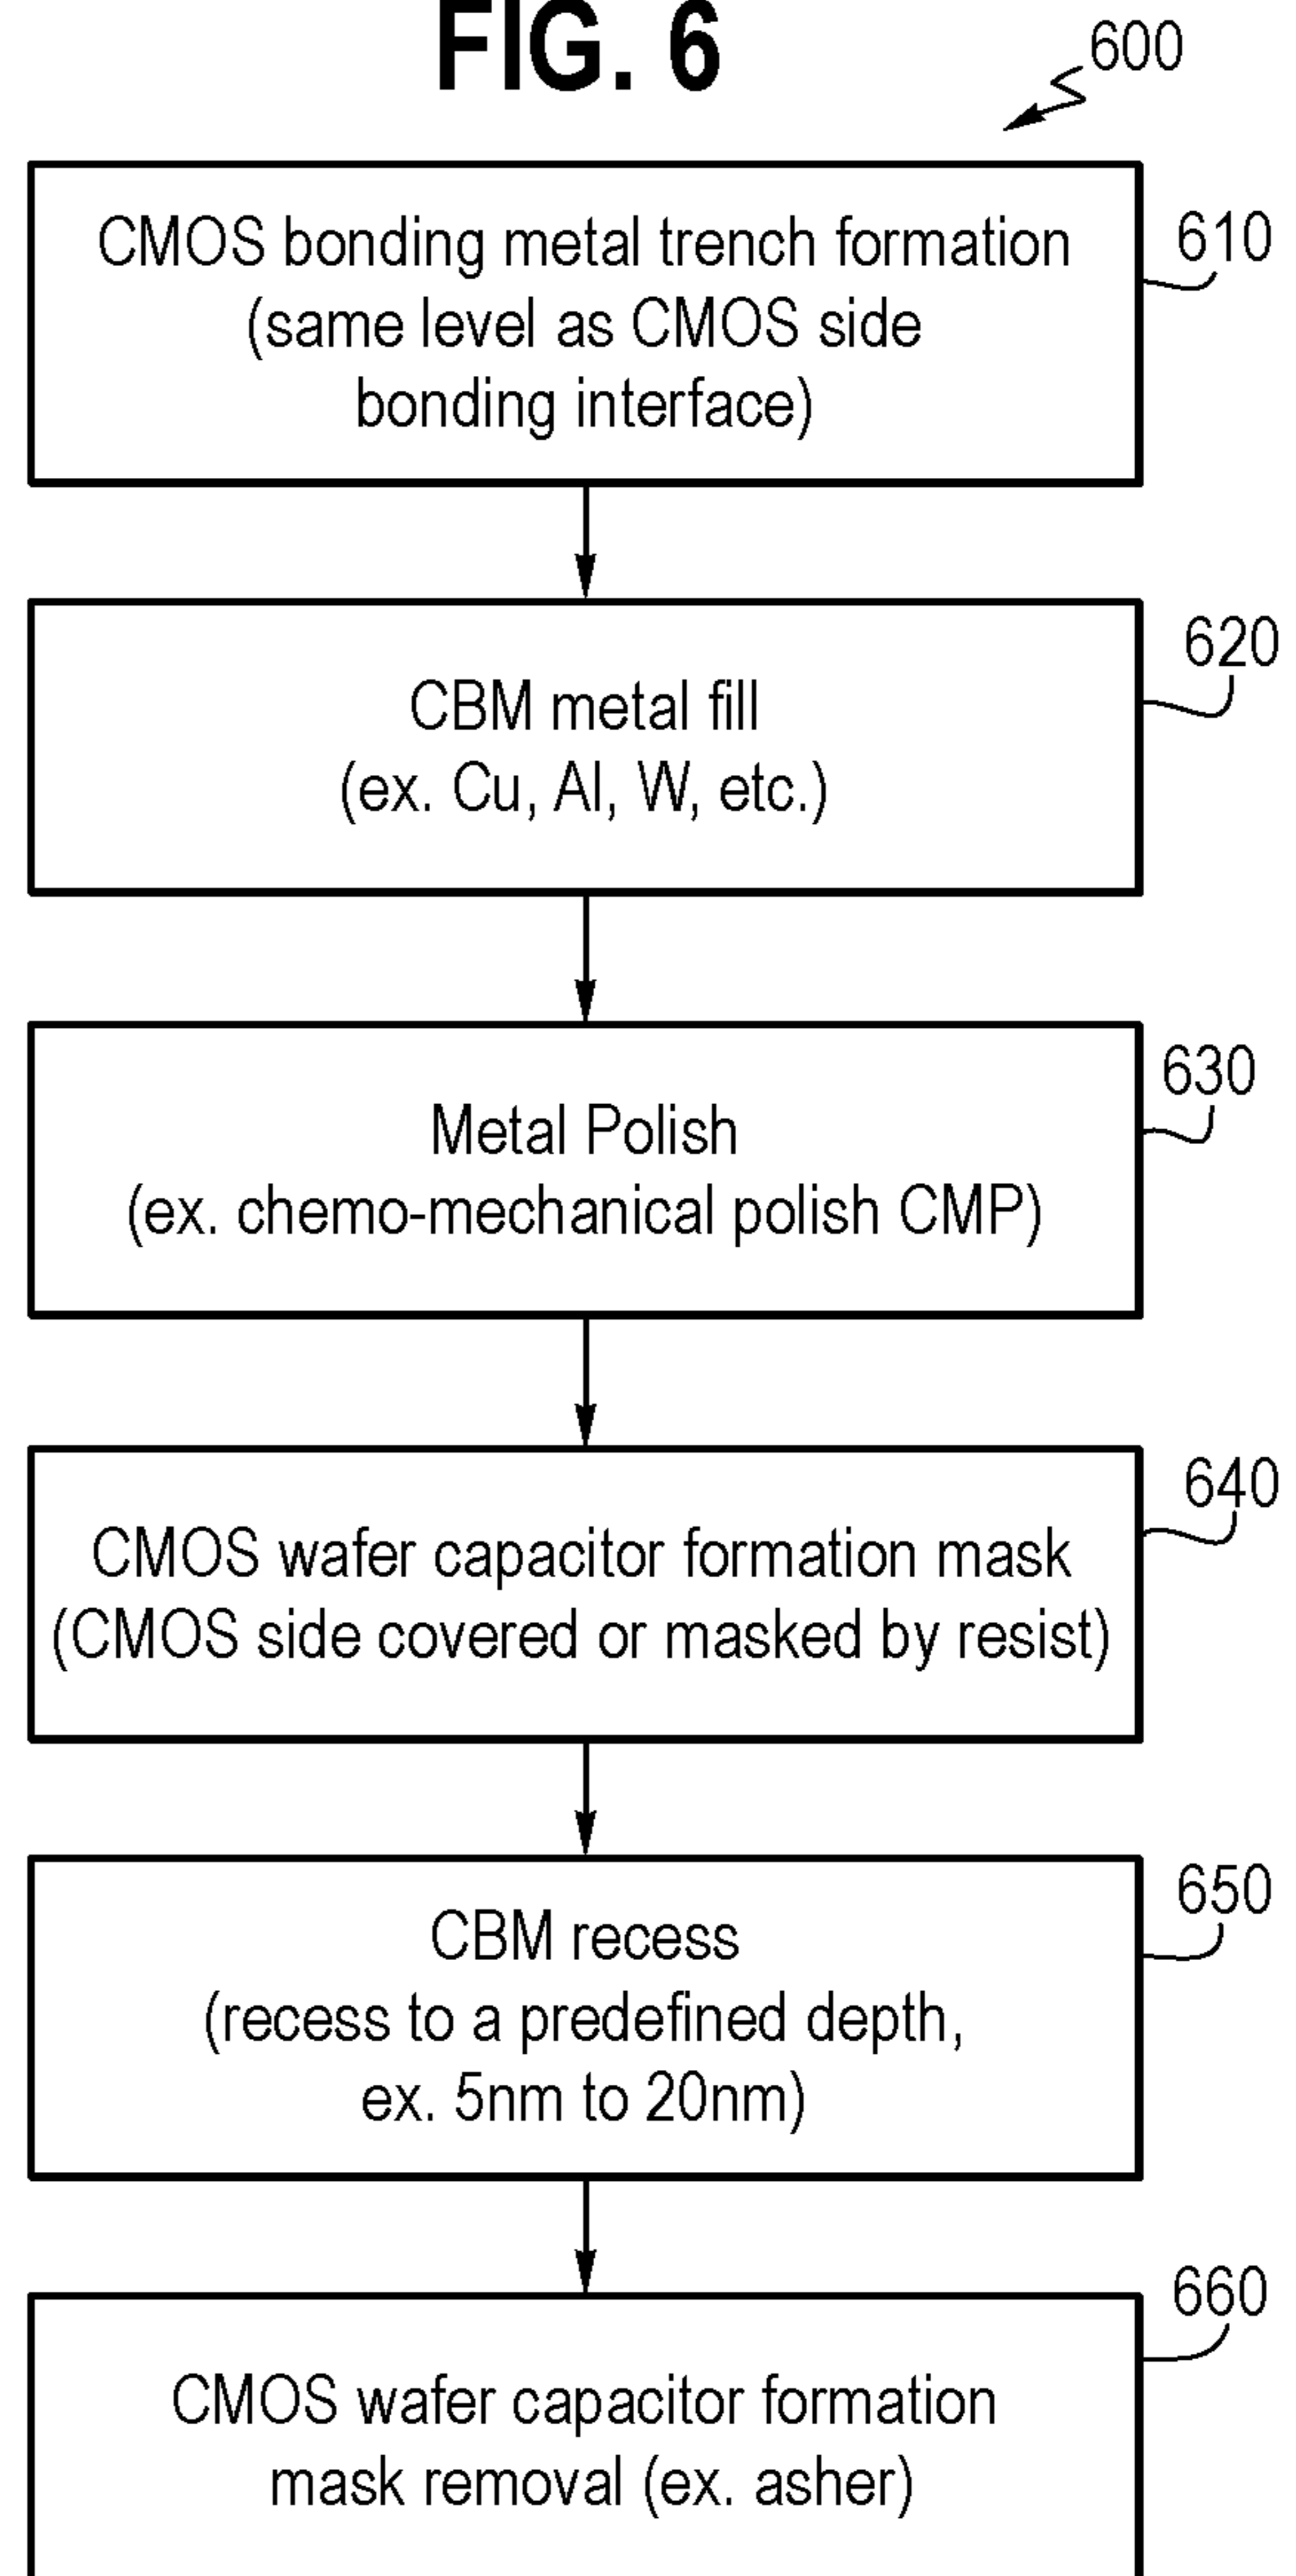 FIG. 6
600
CMOS bonding metal trench formation
(same level as CMOS side
bonding interface)
610
CBM metal fill
(ex. Cu, Al, W, etc.)
620
Metal Polish
(ex. chemo-mechanical polish CMP)
630
CMOS wafer capacitor formation mask
(CMOS side covered or masked by resist)
640
CBM recess
(recess to a predefined depth,
ex. 5nm to 20nm)
650
CMOS wafer capacitor formation
mask removal (ex. asher)
660